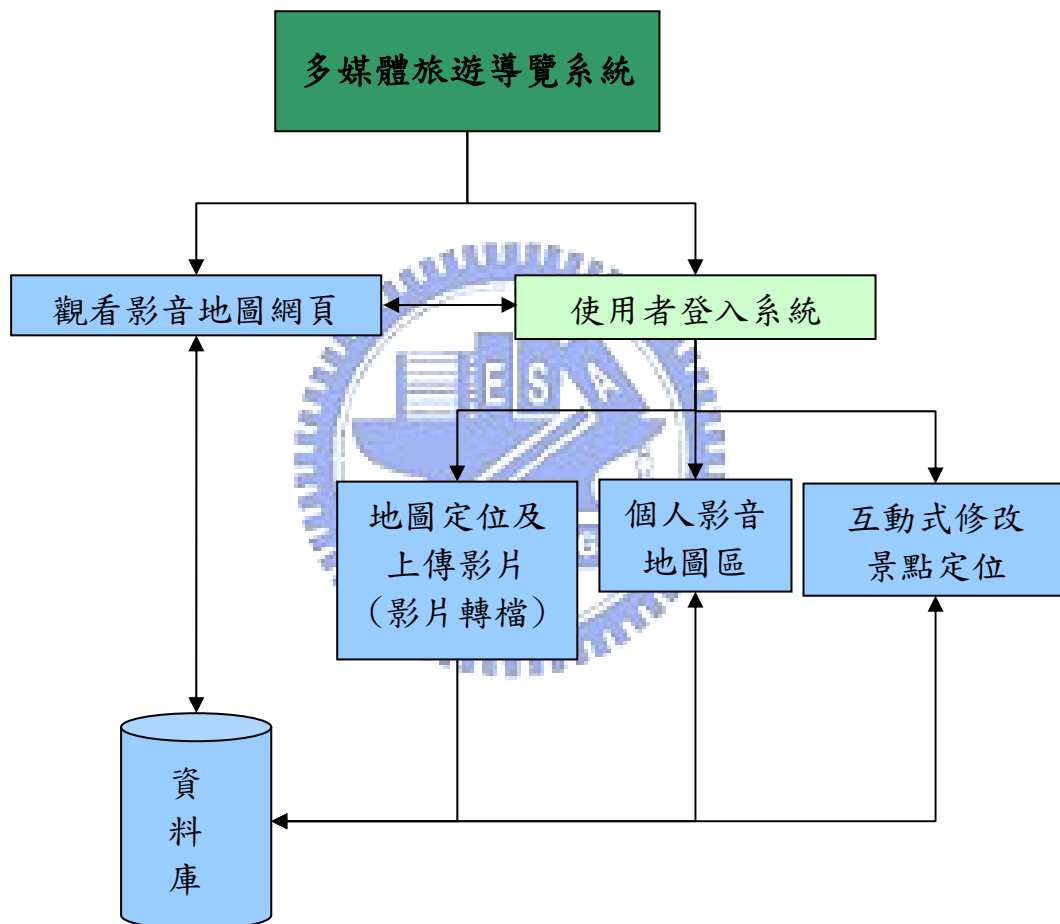 多媒體旅遊導覽系統
觀看影音地圖網頁
使用者登入系統
E S A
地圖定位及
上傳影片
（影片轉檔）
個人影音
地圖區
互動式修改
景點定位
資
料
庫